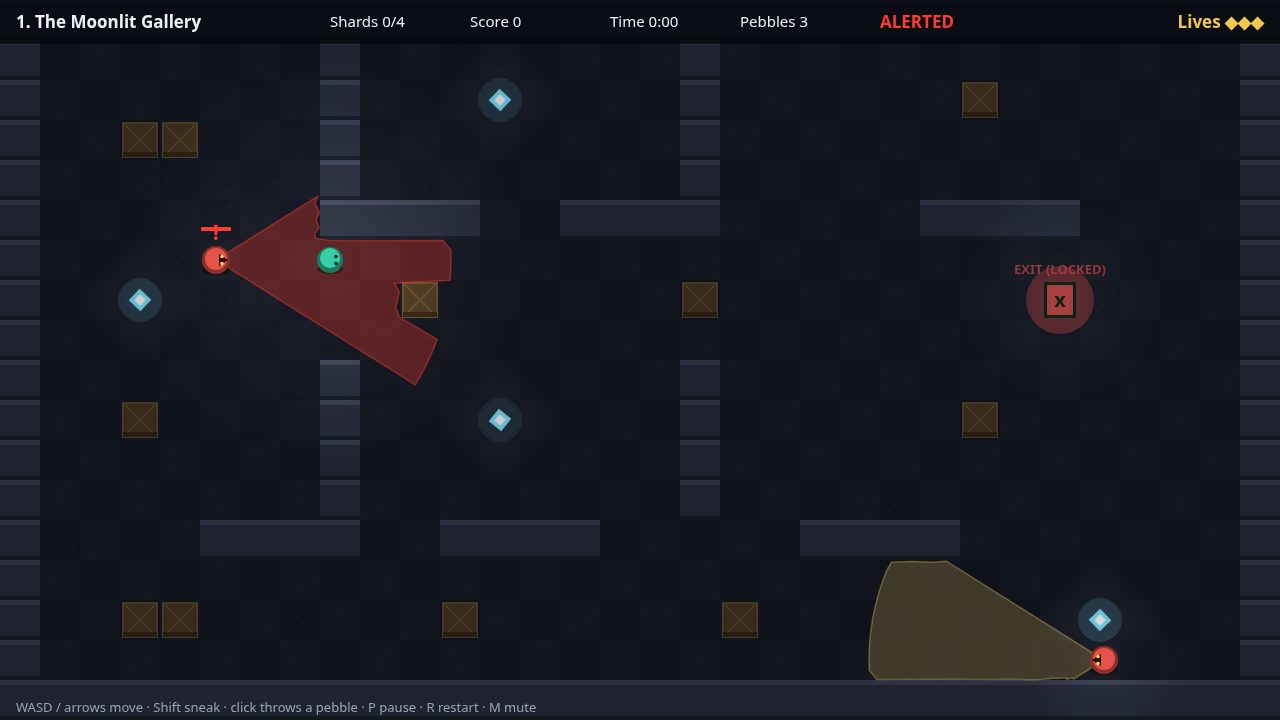 1. The Moonlit Gallery Shards 0/4 Score 0 Time 0:00 Pebbles 3 ALERTED Lives ◆◆◆
!
EXIT (LOCKED)
x
WASD / arrows move · Shift sneak · click throws a pebble · P pause · R restart · M mute